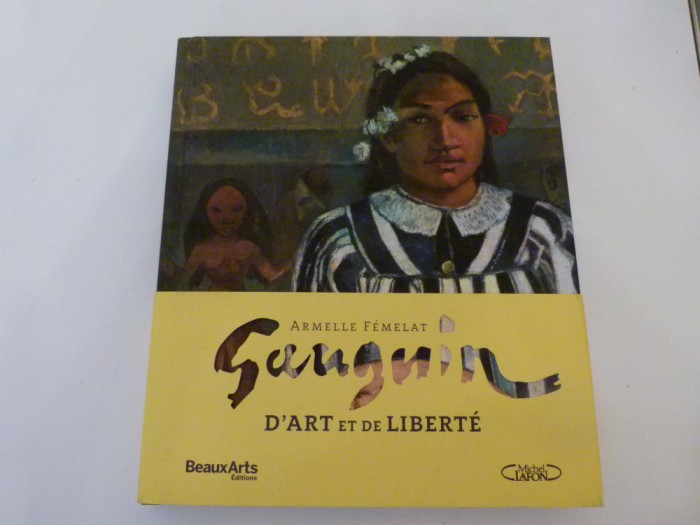 ARMELLE FÉMELAT
Gauguin
D'ART ET DE LIBERTÉ
BeauxArts
Éditions
Michel
LAFON